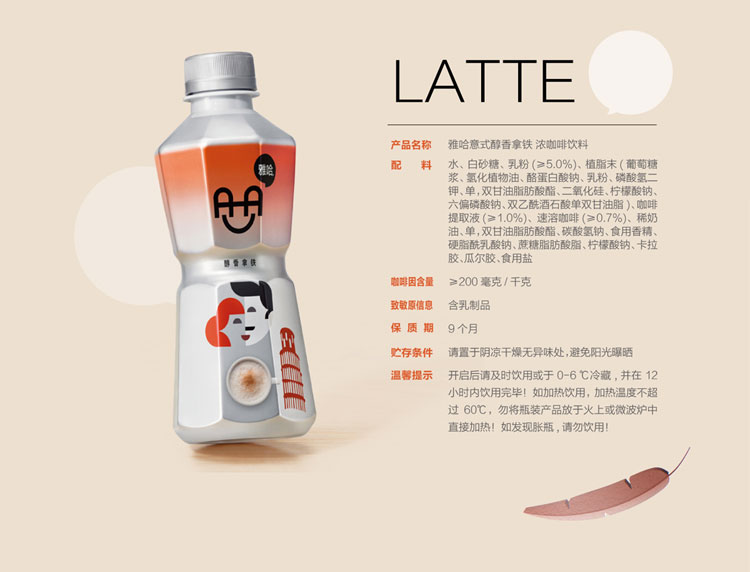 LATTE
雅哈
AHA
醇香拿铁
产品名称 雅哈意式醇香拿铁 浓咖啡饮料
配 料 水、白砂糖、乳粉(≥5.0%)、植脂末(葡萄糖
浆、氢化植物油、酪蛋白酸钠、乳粉、磷酸氢二
钾、单,双甘油脂肪酸酯、二氧化硅、柠檬酸钠、
六偏磷酸钠、双乙酰酒石酸单双甘油脂)、咖啡
提取液(≥1.0%)、速溶咖啡(≥0.7%)、稀奶
油、单,双甘油脂肪酸酯、碳酸氢钠、食用香精、
硬脂酰乳酸钠、蔗糖脂肪酸脂、柠檬酸钠、卡拉
胶、瓜尔胶、食用盐
咖啡因含量 ≥200 毫克/千克
致敏原信息 含乳制品
保 质 期 9个月
贮存条件 请置于阴凉干燥无异味处,避免阳光曝晒
温馨提示 开启后请及时饮用或于 0-6℃冷藏,并在 12
小时内饮用完毕!如加热饮用,加热温度不超
过 60℃,勿将瓶装产品放于火上或微波炉中
直接加热!如发现胀瓶,请勿饮用!